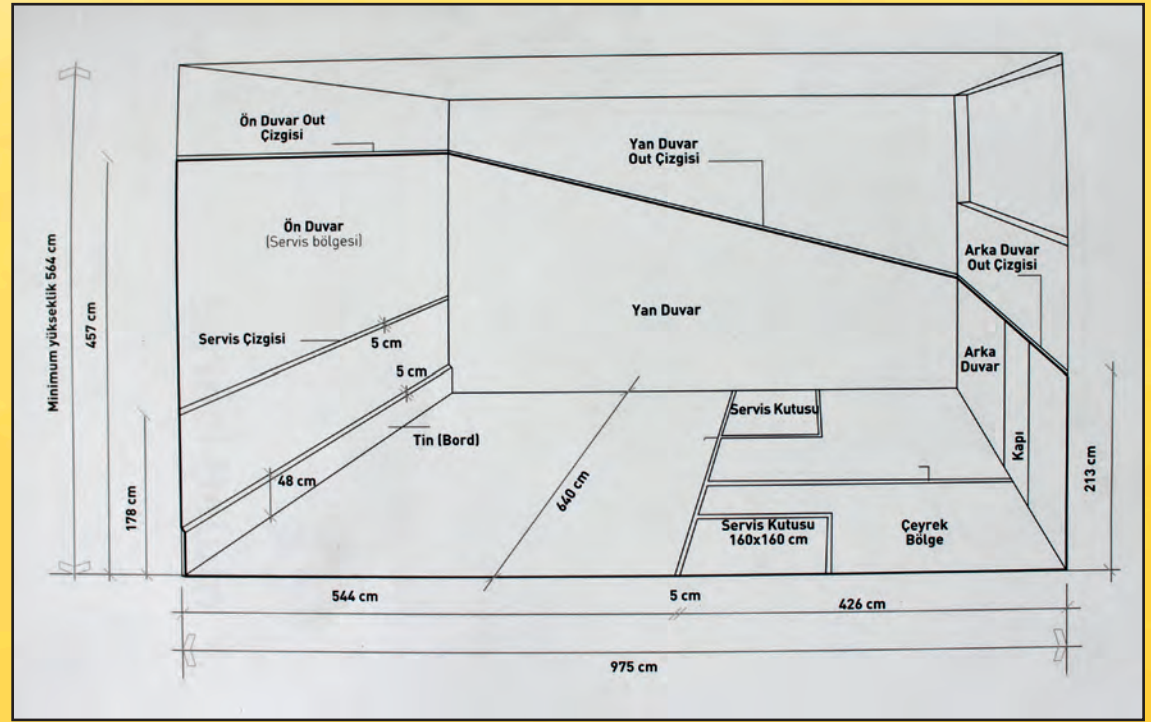 Ön Duvar Out
Çizgisi
Yan Duvar
Out Çizgisi
Ön Duvar
(Servis bölgesi)
Arka Duvar
Out Çizgisi
Minimum yükseklik 564 cm
457 cm
Servis Çizgisi
5 cm
Yan Duvar
Arka
Duvar
5 cm
Servis Kutusu
Tin (Bord)
Kapı
178 cm
48 cm
640 cm
213 cm
Servis Kutusu
160x160 cm
Çeyrek
Bölge
544 cm
5 cm
426 cm
975 cm